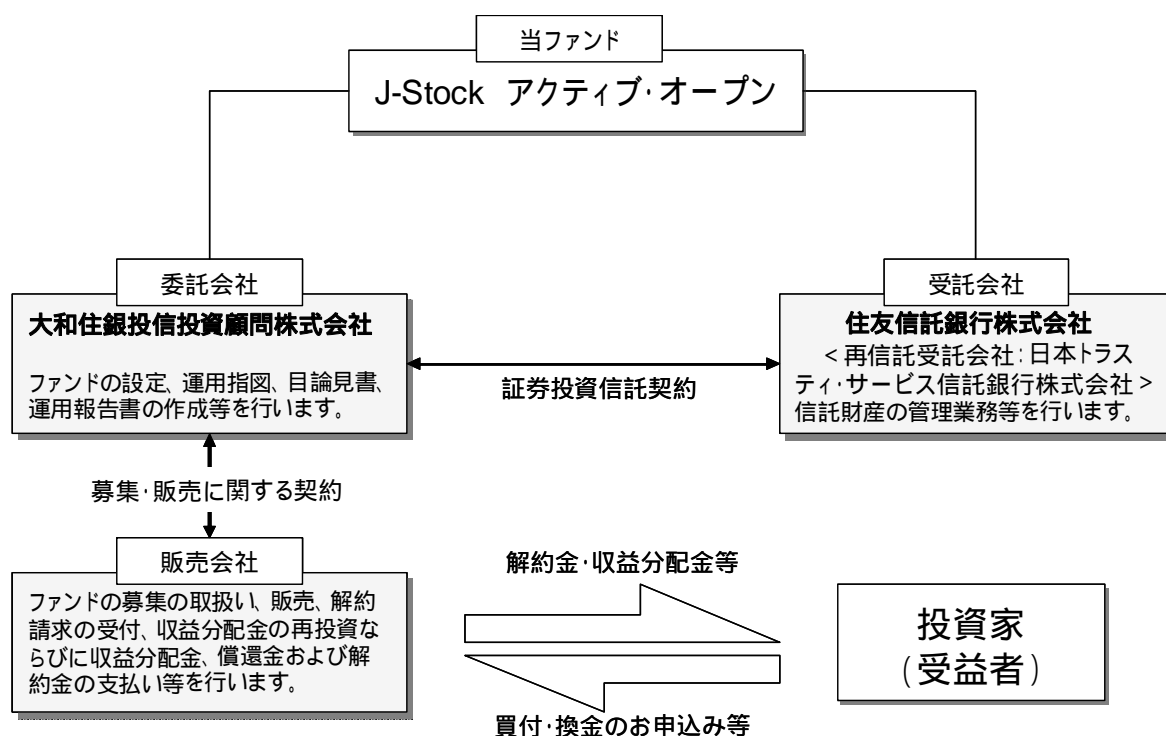 当ファンド
J-Stock アクティブ・オープン
委託会社
大和住銀投信投資顧問株式会社
ファンドの設定、運用指図、目論見書、
運用報告書の作成等を行います。
証券投資信託契約
受託会社
住友信託銀行株式会社
<再信託受託会社:日本トラス
ティ・サービス信託銀行株式会社>
信託財産の管理業務等を行います。
募集・販売に関する契約
販売会社
ファンドの募集の取扱い、販売、解約
請求の受付、収益分配金の再投資な
らびに収益分配金、償還金および解
約金の支払い等を行います。
解約金・収益分配金等
買付・換金のお申込み等
投資家
(受益者)